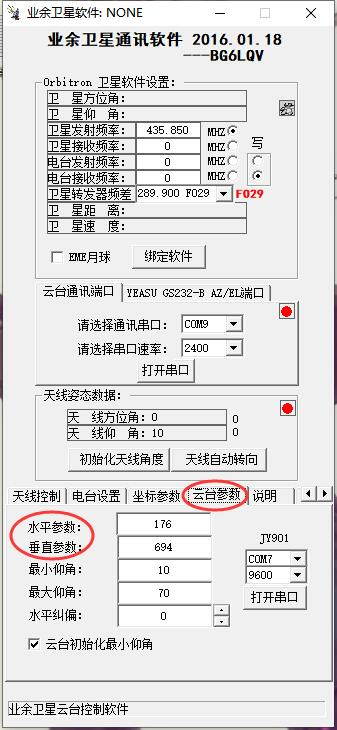 业余卫星软件: NONE
业余卫星通讯软件 2016.01.18
---BG6LQV
Orbitron 卫星软件设置:
卫 星方位角:
卫 星仰 角:
卫星发射频率: 435.850 MHZ
卫星接收频率: 0 MHZ 写
电台发射频率: 0 MHZ
电台接收频率: 0 MHZ
卫星转发器频差 289.900 FO29 FO29
卫 星距 离:
卫 星速 度:
EME月球 绑定软件
云台通讯端口 YEASU GS232-B AZ/EL端口
请选择通讯串口: COM9
请选择串口速率: 2400
打开串口
天线姿态数据:
天 线方位角: 0 0
天 线仰 角: 10 0
初始化天线角度 天线自动转向
天线控制 电台设置 坐标参数 云台参数 说明
水平参数: 176
垂直参数: 694 JY901
最小仰角: 10 COM7
最大仰角: 70 9600
水平纠偏: 0 打开串口
云台初始化最小仰角
业余卫星云台控制软件